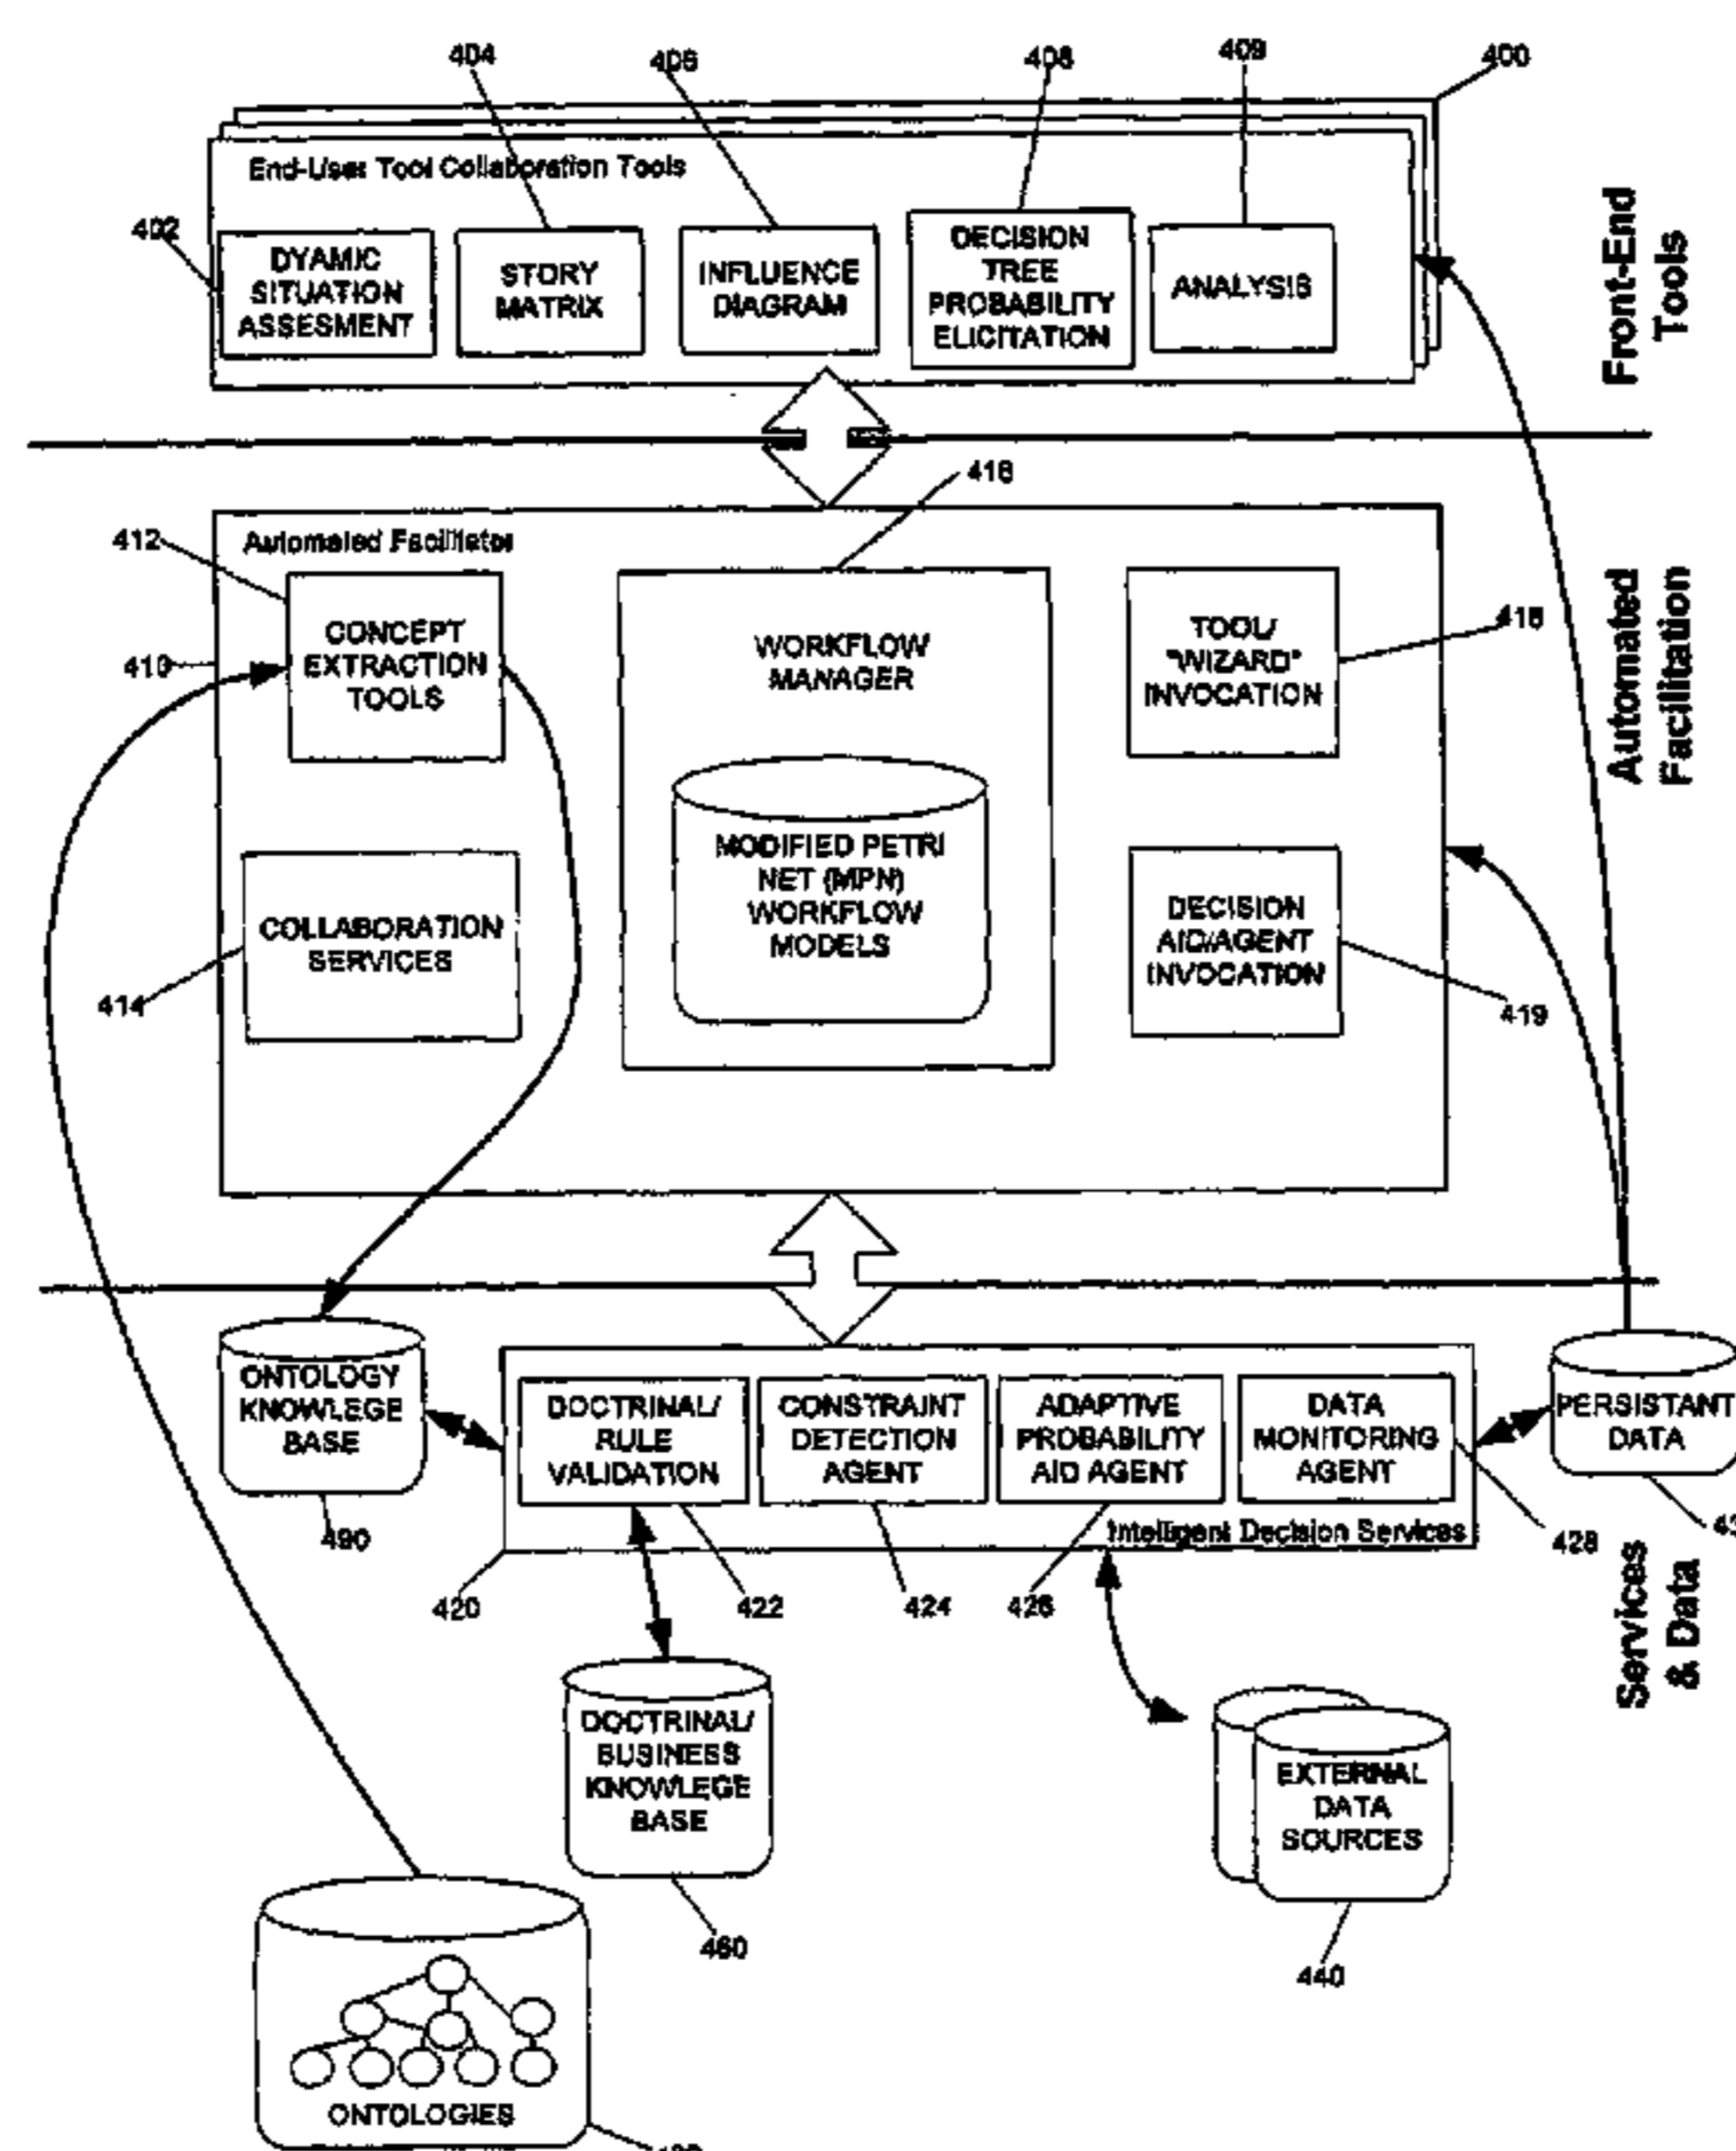 404
406
408
409
400
End-User Tool Collaboration Tools
402
DYAMIC
SITUATION
ASSESMENT
STORY
MATRIX
INFLUENCE
DIAGRAM
DECISION
TREE
PROBABILITY
ELICITATION
ANALYSIS
Front-End
Tools
416
412
Automated Facilitator
410
CONCEPT
EXTRACTION
TOOLS
WORKFLOW
MANAGER
TOOL/
"WIZARD"
INVOCATION
418
Automated
Facilitation
MODIFIED PETRI
NET (MPN)
WORKFLOW
MODELS
COLLABORATION
SERVICES
414
DECISION
AID/AGENT
INVOCATION
419
ONTOLOGY
KNOWLEGE
BASE
490
DOCTRINAL/
RULE
VALIDATION
CONSTRAINT
DETECTION
AGENT
ADAPTIVE
PROBABILITY
AID AGENT
DATA
MONITORING
AGENT
Intelligent Decision Services
PERSISTANT
DATA
428
420
422
424
426
Services
& Data
DOCTRINAL/
BUSINESS
KNOWLEGE
BASE
460
EXTERNAL
DATA
SOURCES
440
ONTOLOGIES